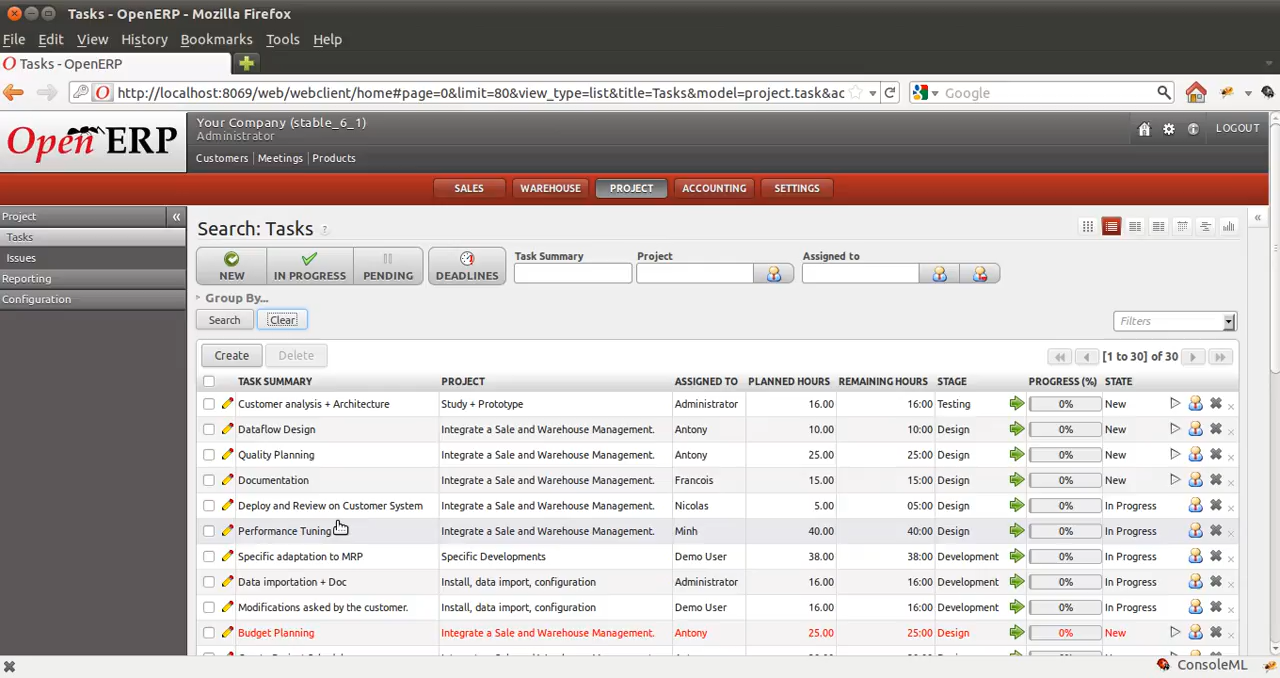 Tasks - OpenERP - Mozilla Firefox
File Edit View History Bookmarks Tools Help
Tasks - OpenERP
http://localhost:8069/web/webclient/home#page=0&limit=80&view_type=list&title=Tasks&model=project.task&ac
Google
Open ERP
Your Company (stable_6_1)
Administrator
Customers | Meetings | Products
LOGOUT
SALES WAREHOUSE PROJECT ACCOUNTING SETTINGS
Project
Tasks
Issues
Reporting
Configuration
Search: Tasks ?
NEW IN PROGRESS PENDING DEADLINES
Task Summary Project Assigned to
Group By...
Search Clear
Filters
Create Delete
[1 to 30] of 30
TASK SUMMARY PROJECT ASSIGNED TO PLANNED HOURS REMAINING HOURS STAGE PROGRESS (%) STATE
Customer analysis + Architecture Study + Prototype Administrator 16.00 16:00 Testing 0% New
Dataflow Design Integrate a Sale and Warehouse Management. Antony 10.00 10:00 Design 0% New
Quality Planning Integrate a Sale and Warehouse Management. Antony 25.00 25:00 Design 0% New
Documentation Integrate a Sale and Warehouse Management. Francois 15.00 15:00 Design 0% New
Deploy and Review on Customer System Integrate a Sale and Warehouse Management. Nicolas 5.00 05:00 Design 0% In Progress
Performance Tuning Integrate a Sale and Warehouse Management. Minh 40.00 40:00 Design 0% In Progress
Specific adaptation to MRP Specific Developments Demo User 38.00 38:00 Development 0% In Progress
Data importation + Doc Install, data import, configuration Administrator 16.00 16:00 Development 0% In Progress
Modifications asked by the customer. Install, data import, configuration Demo User 16.00 16:00 Development 0% In Progress
Budget Planning Integrate a Sale and Warehouse Management. Antony 25.00 25:00 Design 0% New
ConsoleML